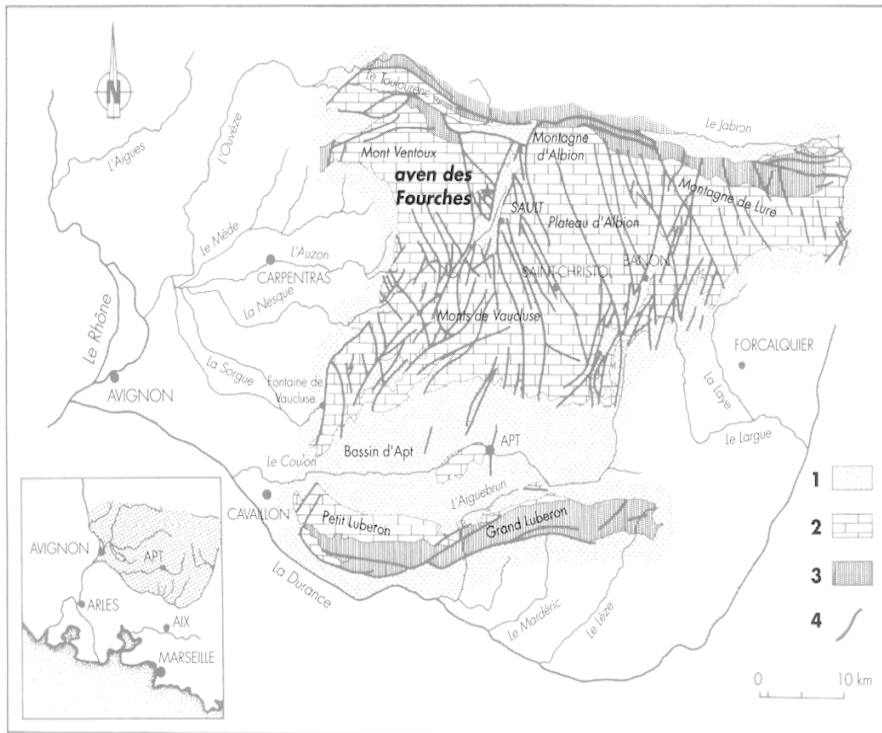 N
L'Aigues
L'Ouvèze
Le Toulourenc
Le Jabron
Mont Ventoux
Montagne
d'Albion
aven des
Fourches
Montagne de Lure
SAULT
Plateau d'Albion
Le Mède
L'Auzon
CARPENTRAS
SAINT-CHRISTOL
BANON
La Nesque
Monts de Vaucluse
Le Rhône
La Sorgue
FORCALQUIER
AVIGNON
Fontaine de
Vaucluse
La Laye
Le Largue
Bassin d'Apt
APT
Le Coulon
L'Aiguebrun
CAVAILLON
Petit Luberon
Grand Luberon
La Durance
Le Mardéric
Le Lèze
1
2
3
4
0 10 km
AVIGNON
APT
ARLES
AIX
MARSEILLE